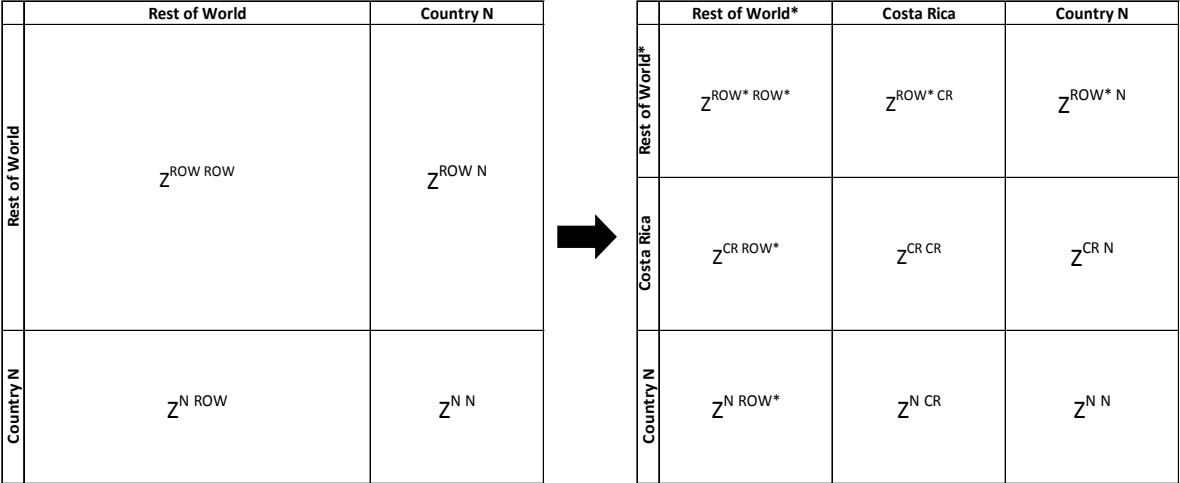 Rest of World Country N
Rest of World
Z^ROW ROW Z^ROW N
Country N
Z^N ROW Z^N N
Rest of World* Costa Rica Country N
Rest of World*
Z^ROW* ROW* Z^ROW* CR Z^ROW* N
Costa Rica
Z^CR ROW* Z^CR CR Z^CR N
Country N
Z^N ROW* Z^N CR Z^N N